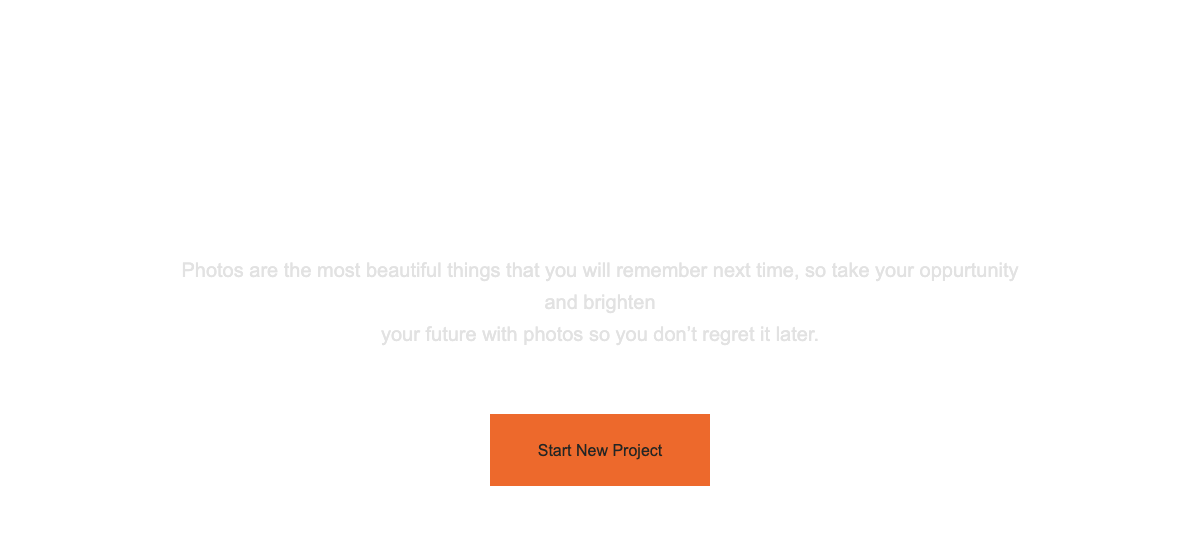 Photos are the most beautiful things that you will remember next time, so take your oppurtunity
and brighten
your future with photos so you don’t regret it later.
Start New Project